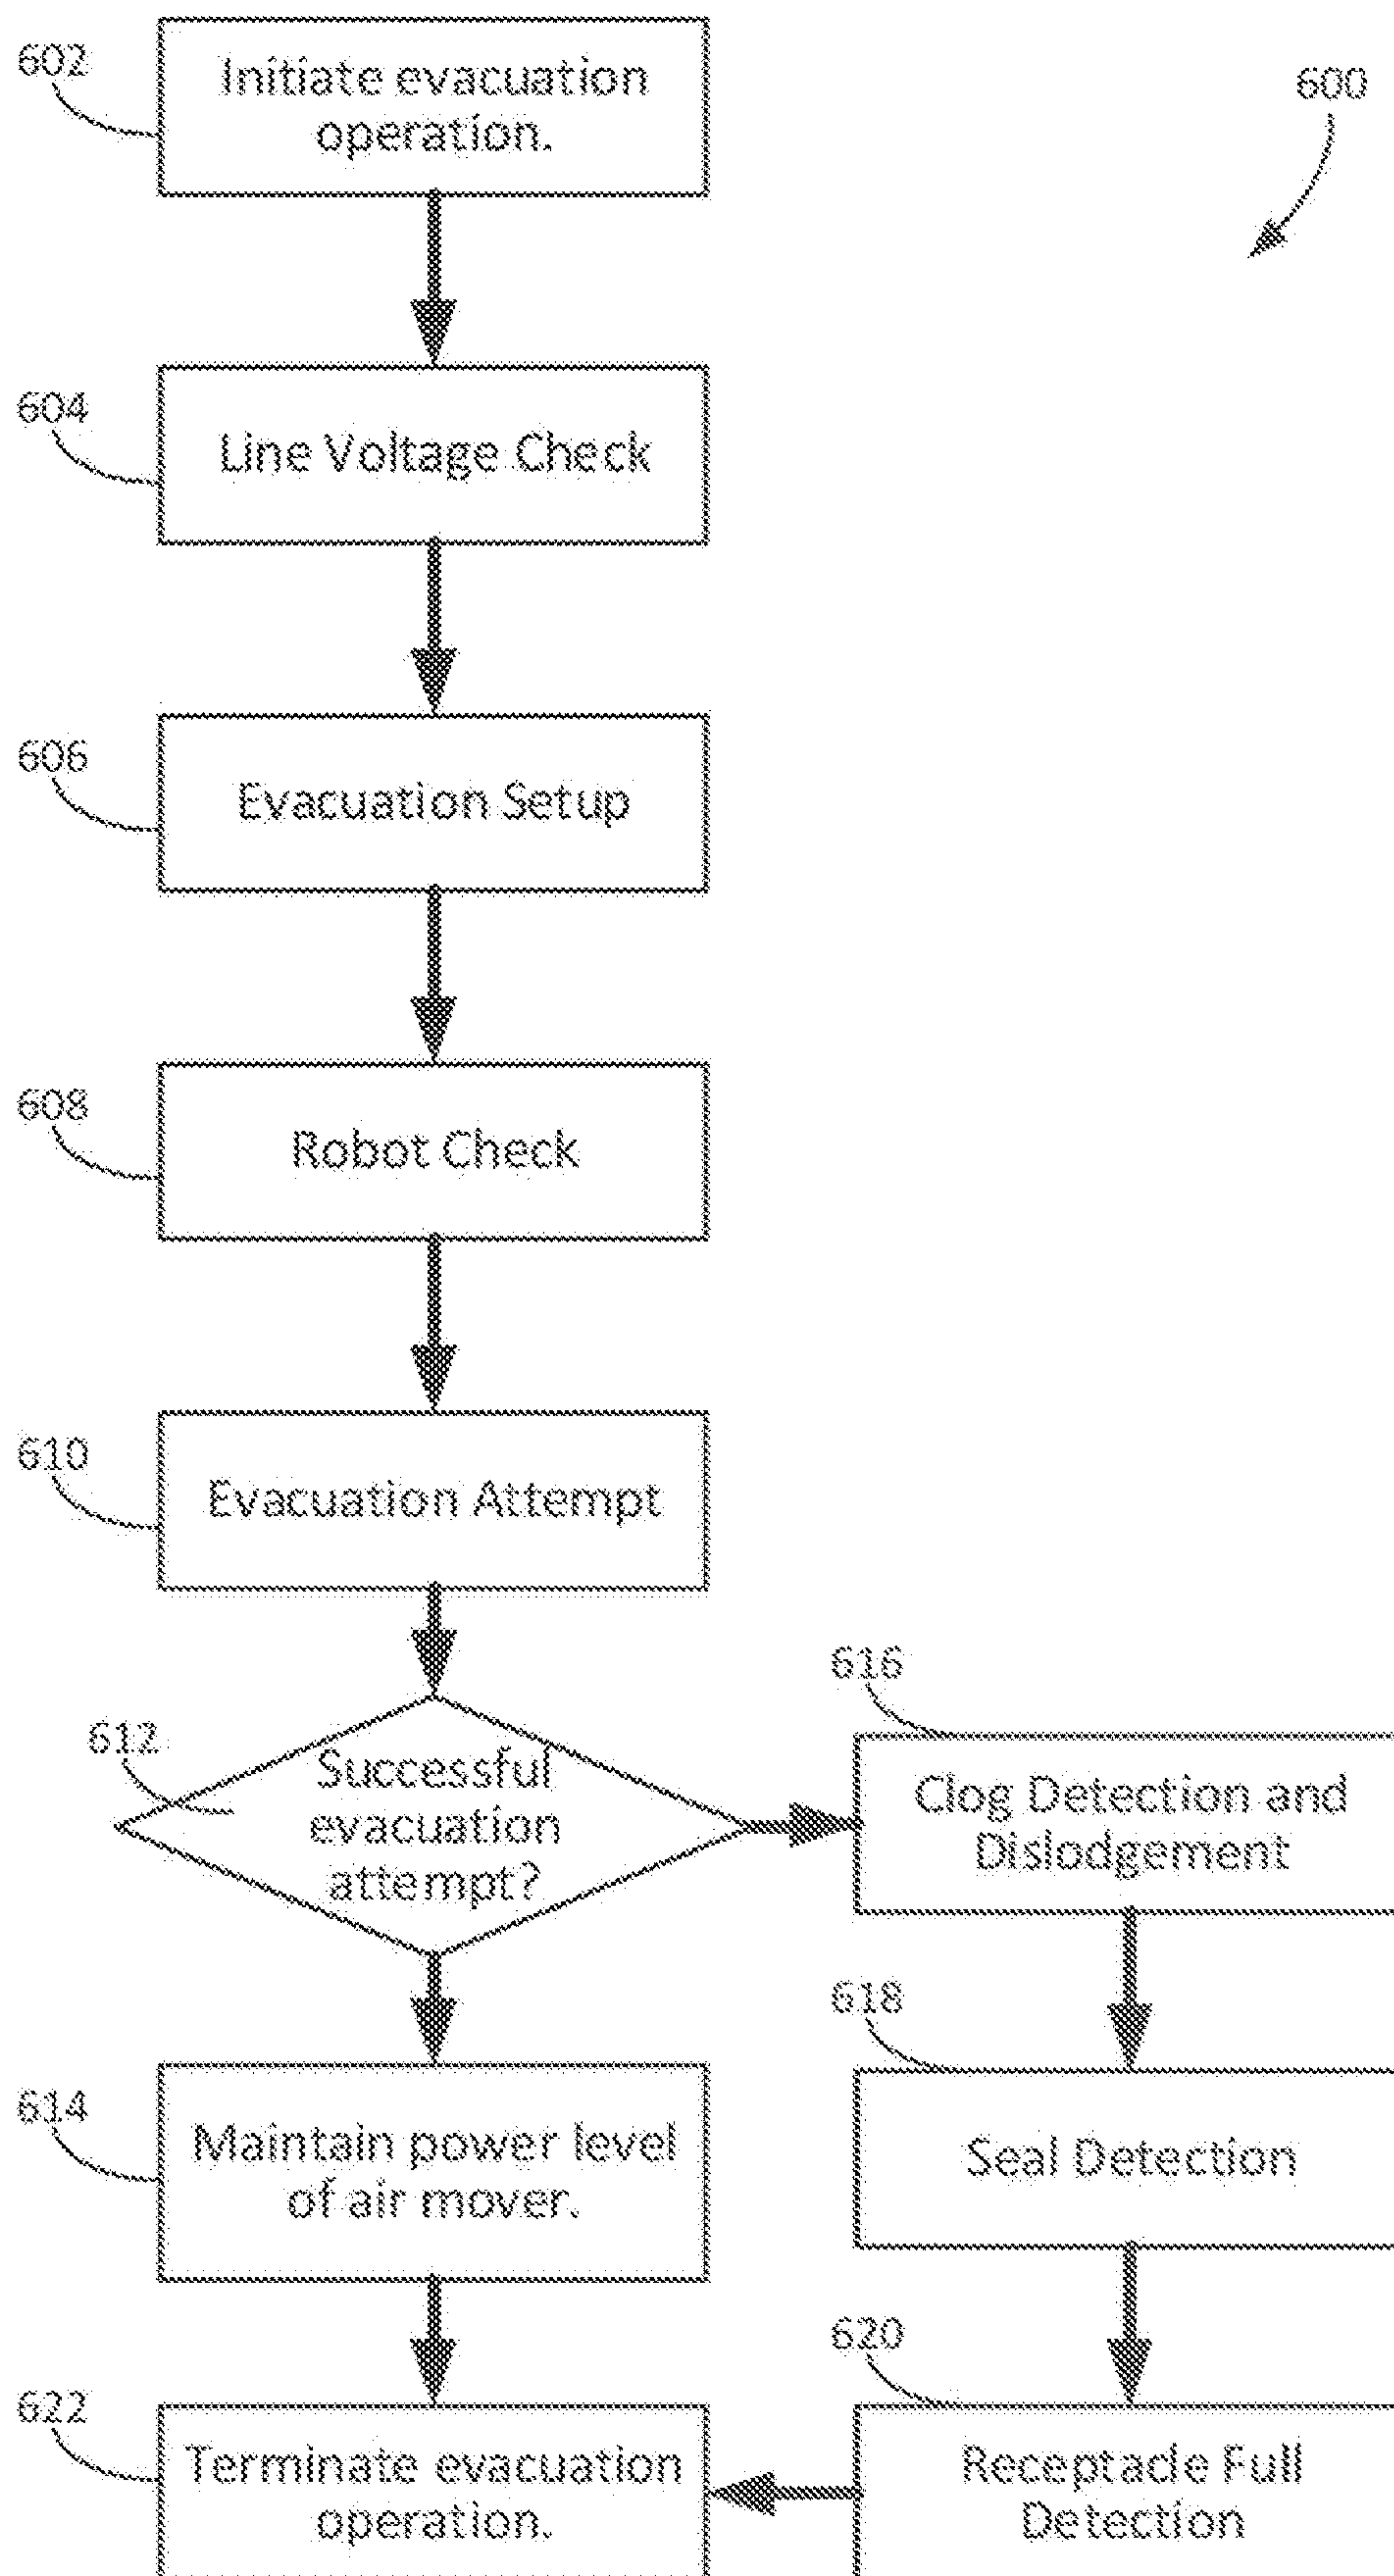 602
Initiate evacuation
operation.
600
604
Line Voltage Check
606
Evacuation Setup
608
Robot Check
610
Evacuation Attempt
612
Successful
evacuation
attempt?
616
Clog Detection and
Dislodgement
614
Maintain power level
of air mover.
618
Seal Detection
622
Terminate evacuation
operation.
620
Receptacle Full
Detection